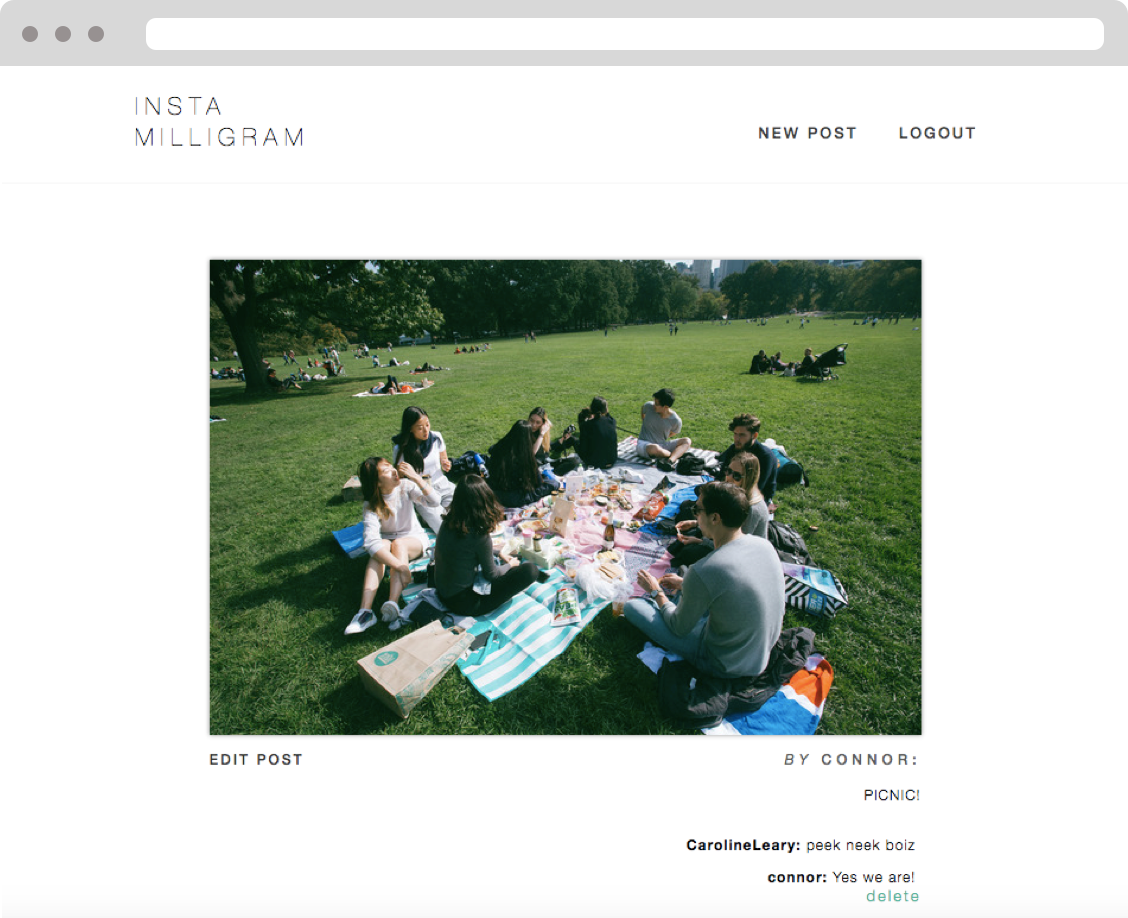 INSTA
MILLIGRAM
NEW POST LOGOUT
EDIT POST BY CONNOR:
PICNIC!
CarolineLeary: peek neek boiz
connor: Yes we are!
delete